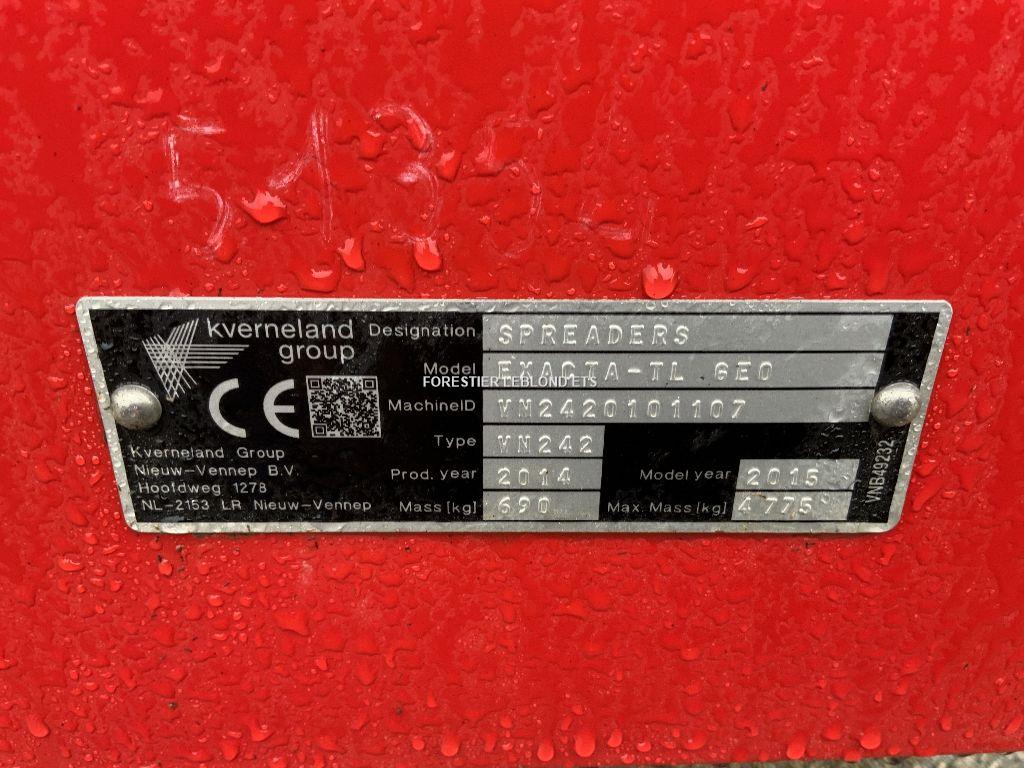 5135
kverneland
group
CE
Designation SPREADERS
Model EXACTA-TL GEO
FORESTIER LEBLOND ETS
MachineID VN2420101107
Type VN242
Kverneland Group
Nieuw-Vennep B.V.
Hoofdweg 1278
NL-2153 LR Nieuw-Vennep
Prod. year 2014 Model year 2015
Mass [kg] 690 Max. Mass [kg] 4775
VNB49232